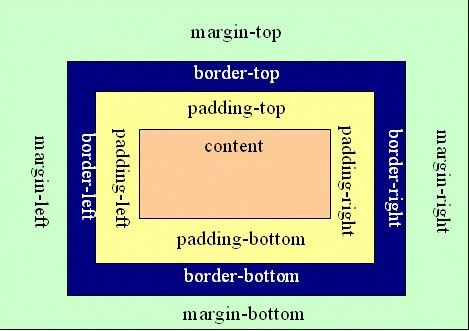 margin-top
border-top
padding-top
content
margin-left
border-left
padding-left
padding-right
border-right
margin-right
padding-bottom
border-bottom
margin-bottom